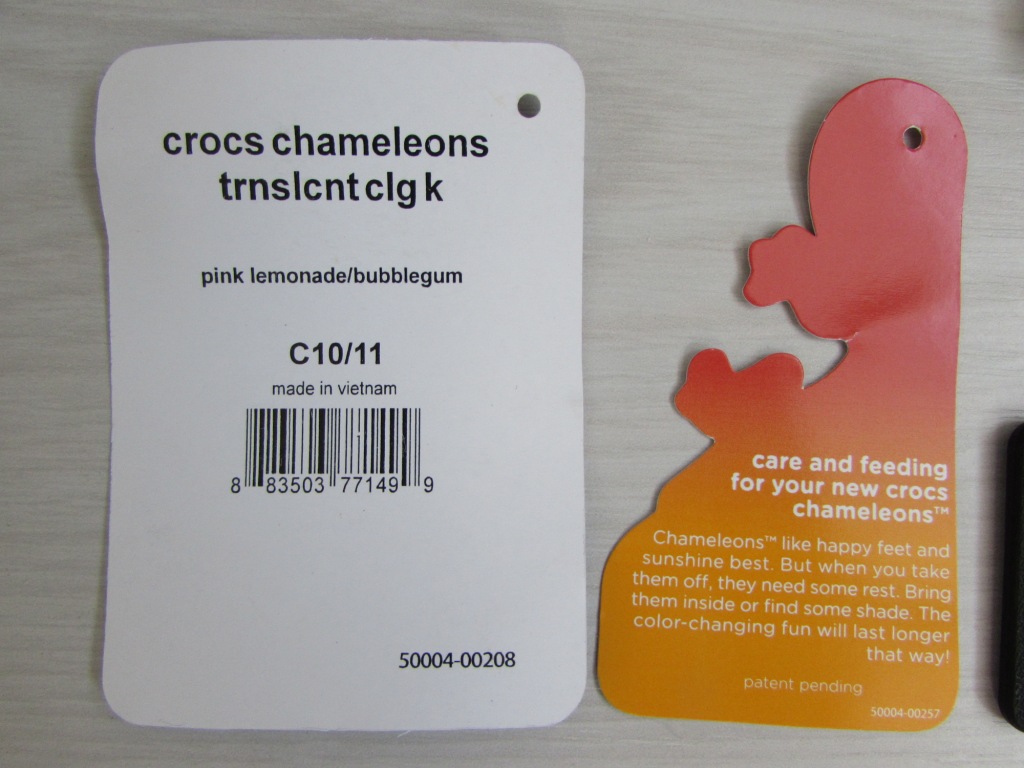 crocs chameleons
trnslcnt clg k
pink lemonade/bubblegum
C10/11
made in vietnam
8 83503 77149 9
50004-00208
care and feeding
for your new crocs
chameleons™
Chameleons™ like happy feet and
sunshine best. But when you take
them off, they need some rest. Bring
them inside or find some shade. The
color-changing fun will last longer
that way!
patent pending
50004-00257